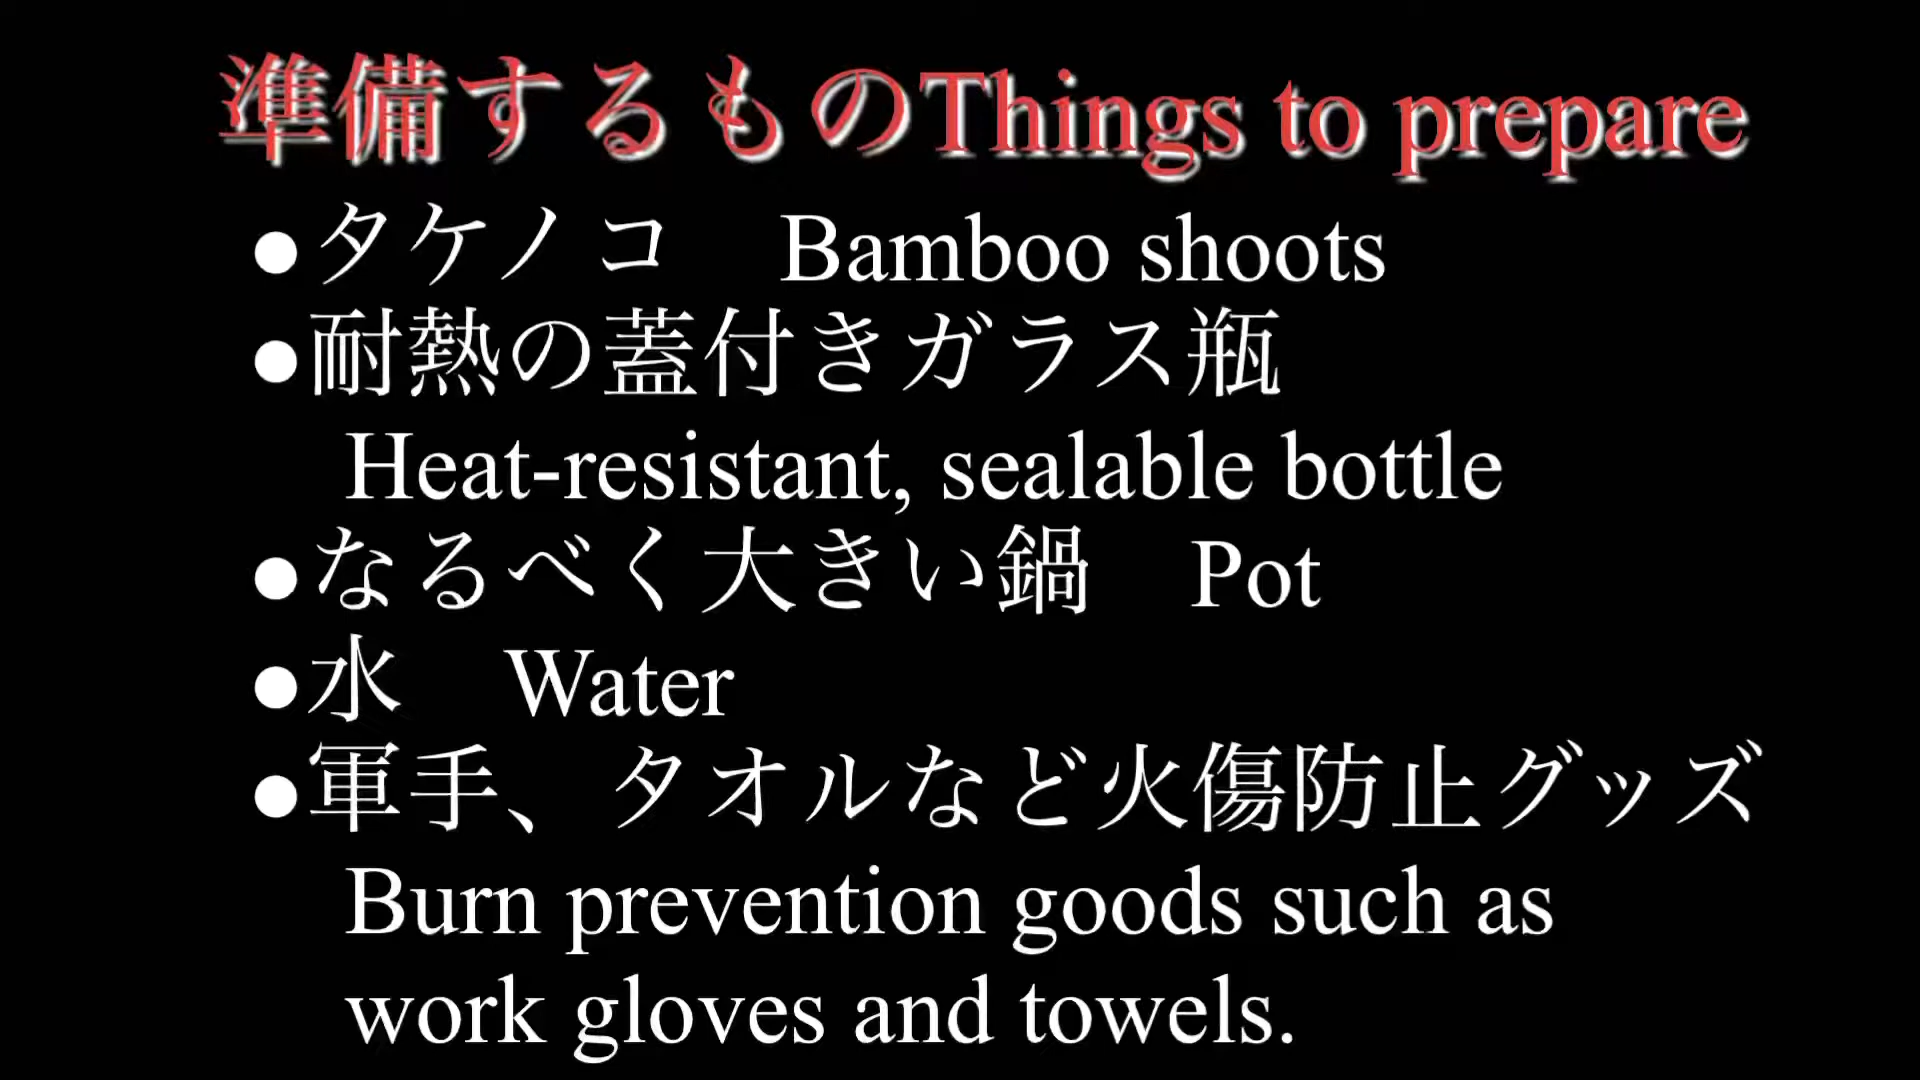 準備するものThings to prepare
●タケノコ　Bamboo shoots
●耐熱の蓋付きガラス瓶
Heat-resistant, sealable bottle
●なるべく大きい鍋　Pot
●水　Water
●軍手、タオルなど火傷防止グッズ
Burn prevention goods such as
work gloves and towels.